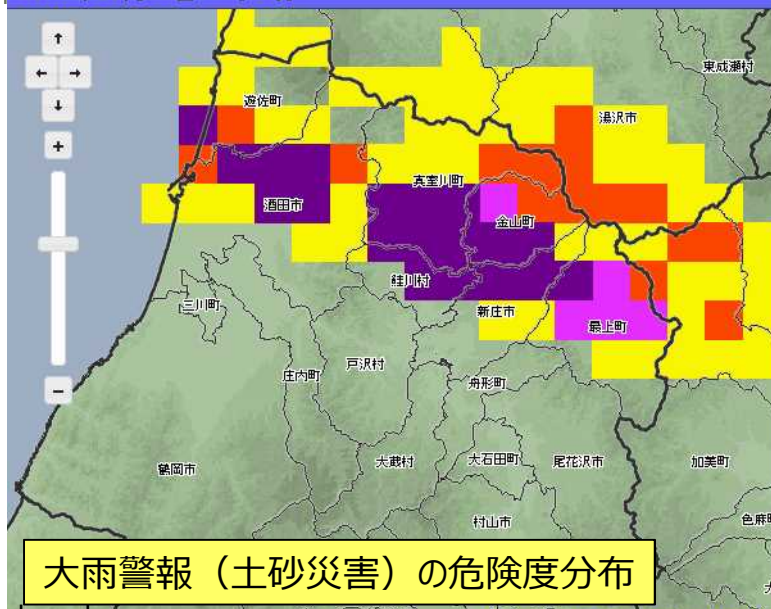 東成瀬村
遊佐町
湯沢市
真室川町
酒田市
金山町
鮭川村
三川町
新庄市
最上町
戸沢村
庄内町
舟形町
鶴岡市
大蔵村
大石田町
尾花沢市
加美町
村山市
色麻町
大雨警報（土砂災害）の危険度分布